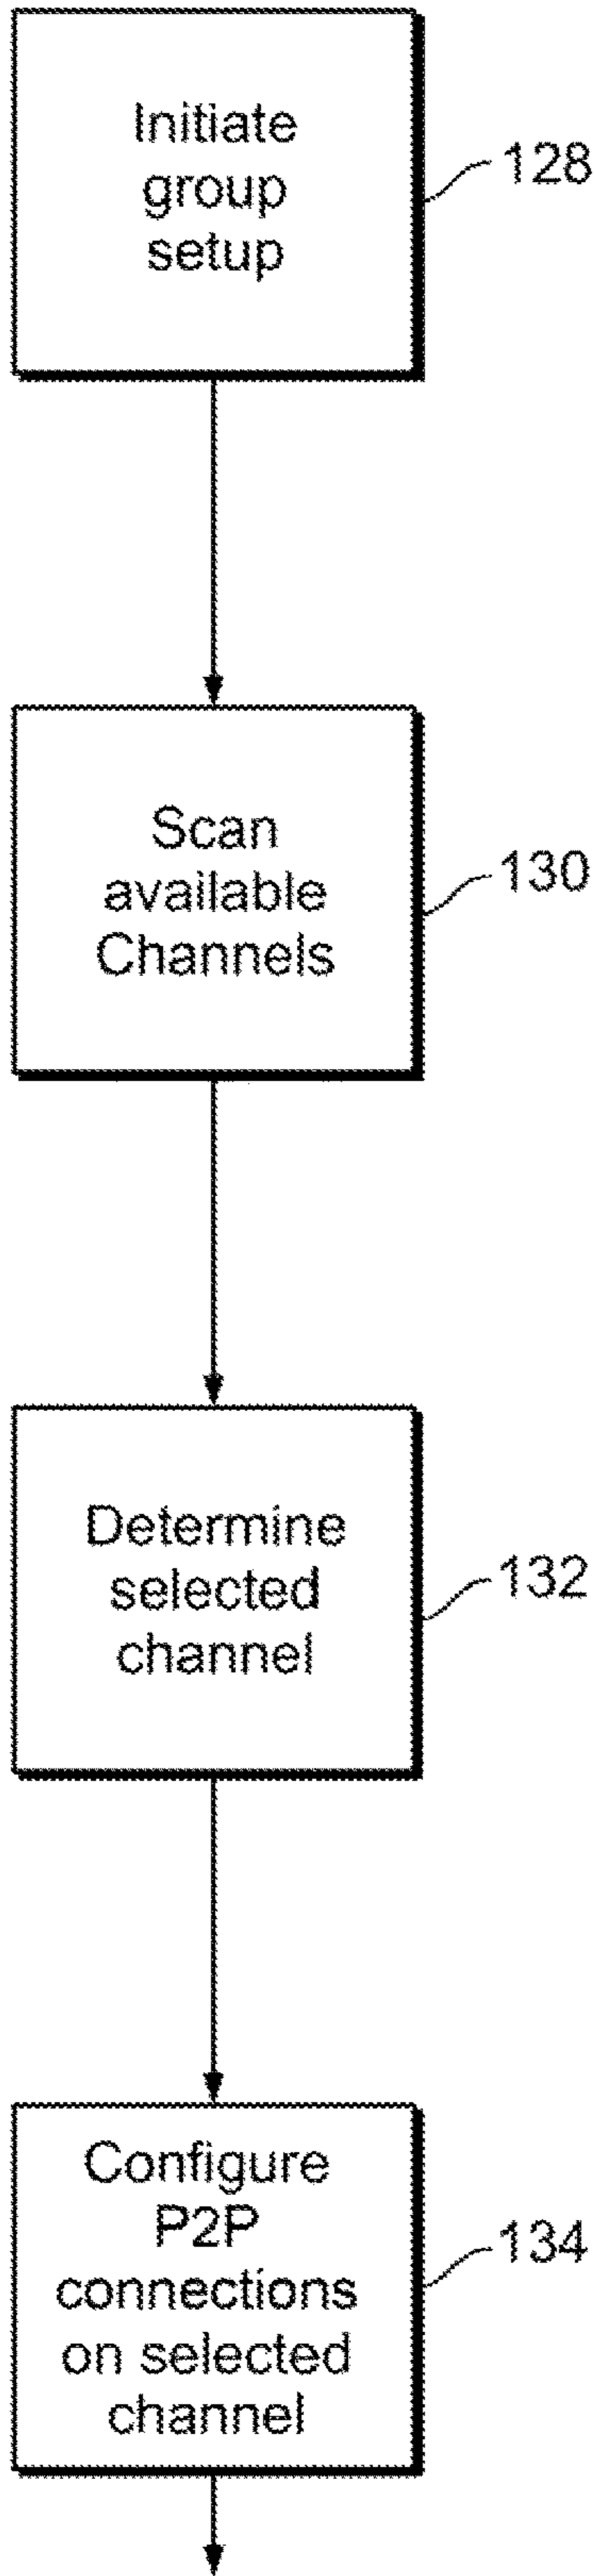 Initiate
group
setup
128
Scan
available
Channels
130
Determine
selected
channel
132
Configure
P2P
connections
on selected
channel
134